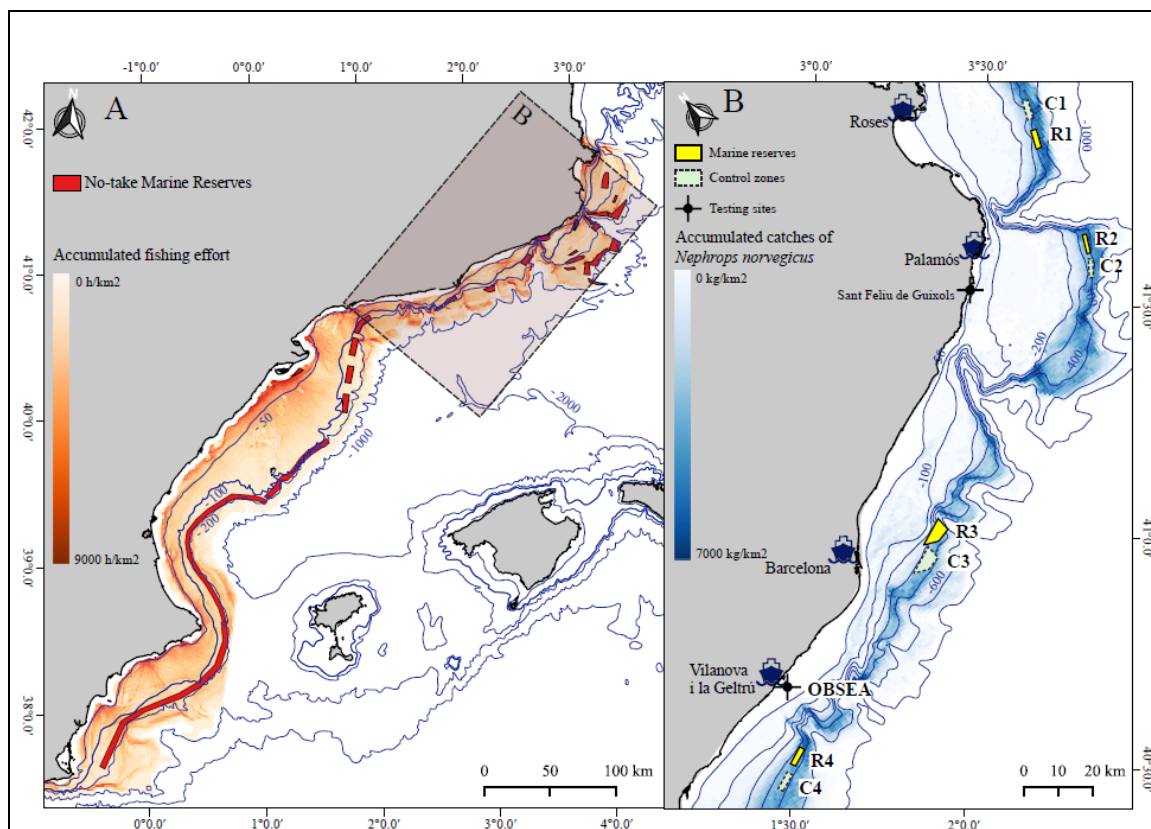 -1°0.0'
0°0.0'
1°0.0'
2°0.0'
3°0.0'
42°0.0'
41°0.0'
40°0.0'
39°0.0'
38°0.0'
A
N
No-take Marine Reserves
Accumulated fishing effort
0 h/km2
9000 h/km2
B
-50
-100
-200
-1000
-2000
0 50 100 km
0°0.0'
1°0.0'
2°0.0'
3°0.0'
4°0.0'
3°0.0'
3°30.0'
N
B
Marine reserves
Control zones
Testing sites
Accumulated catches of
Nephrops norvegicus
0 kg/km2
7000 kg/km2
Roses
C1
R1
-1000
R2
C2
Palamós
Sant Feliu de Guixols
41°30.0'
-50
-200
-400
-100
R3
C3
41°0.0'
Barcelona
-600
Vilanova
i la Geltrú
OBSEA
R4
C4
40°30.0'
0 10 20 km
1°30.0'
2°0.0'